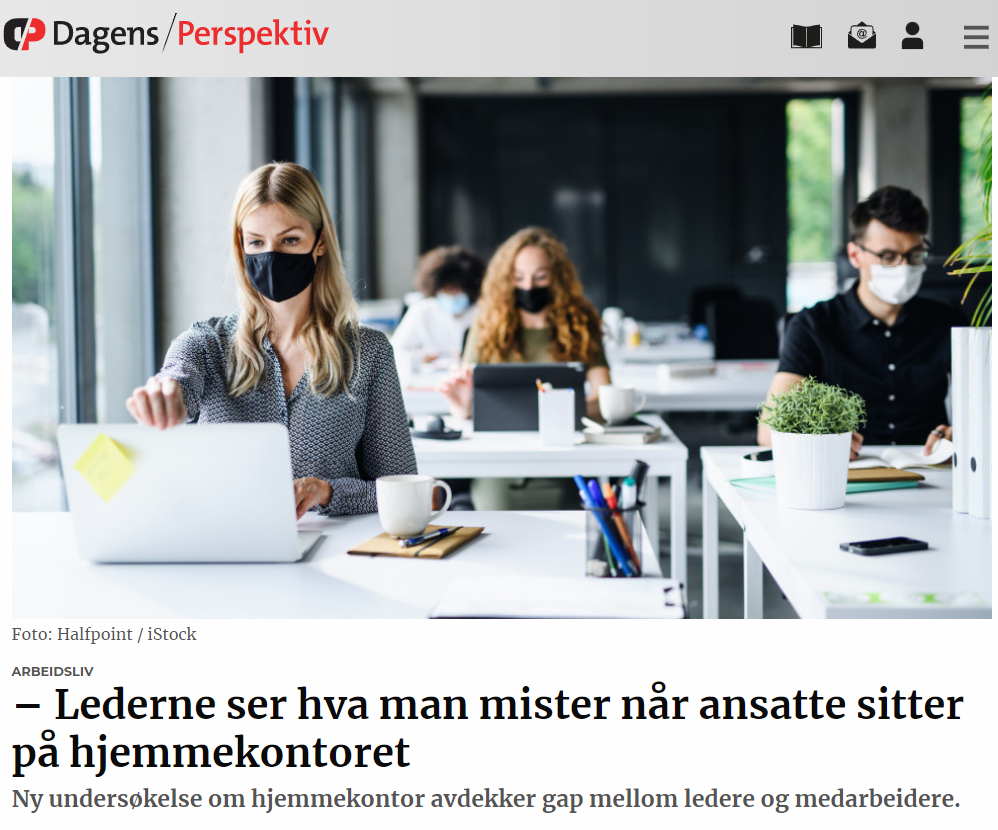 Dagens/Perspektiv
@
Foto: Halfpoint / iStock
ARBEIDSLIV
– Lederne ser hva man mister når ansatte sitter
på hjemmekontoret
Ny undersøkelse om hjemmekontor avdekker gap mellom ledere og medarbeidere.